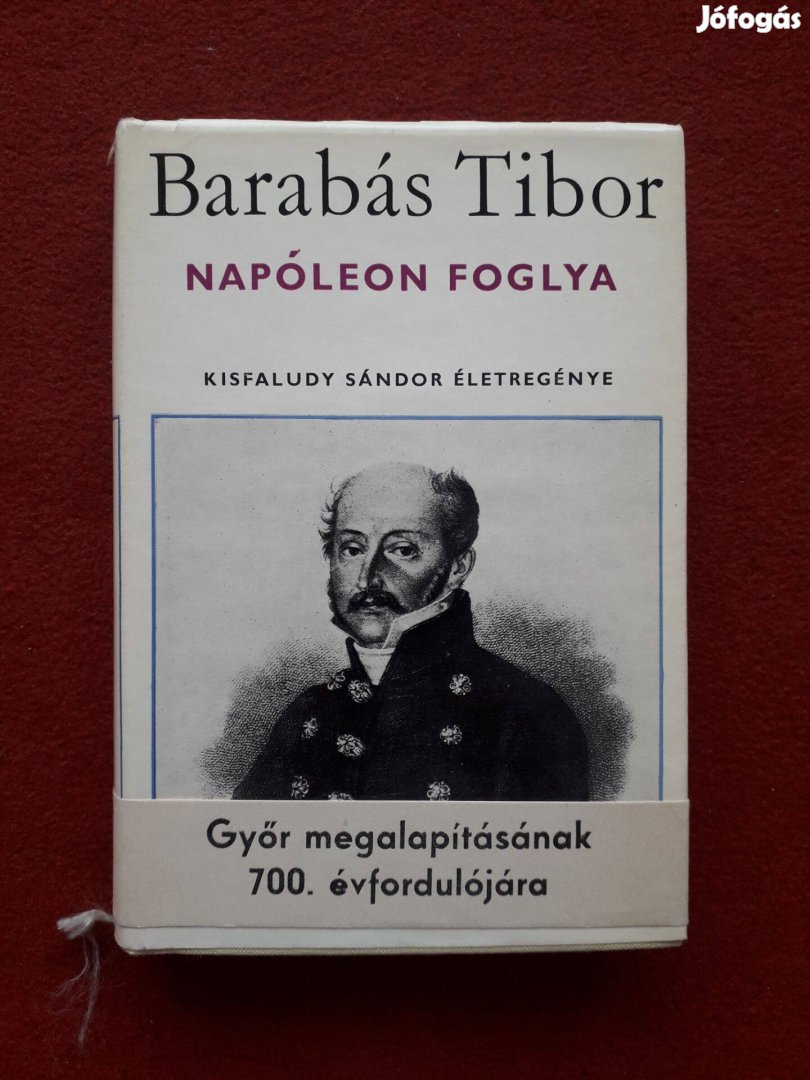 Jófogás
Barabás Tibor
NAPÓLEON FOGLYA
KISFALUDY SÁNDOR ÉLETREGÉNYE
Győr megalapításának
700. évfordulójára